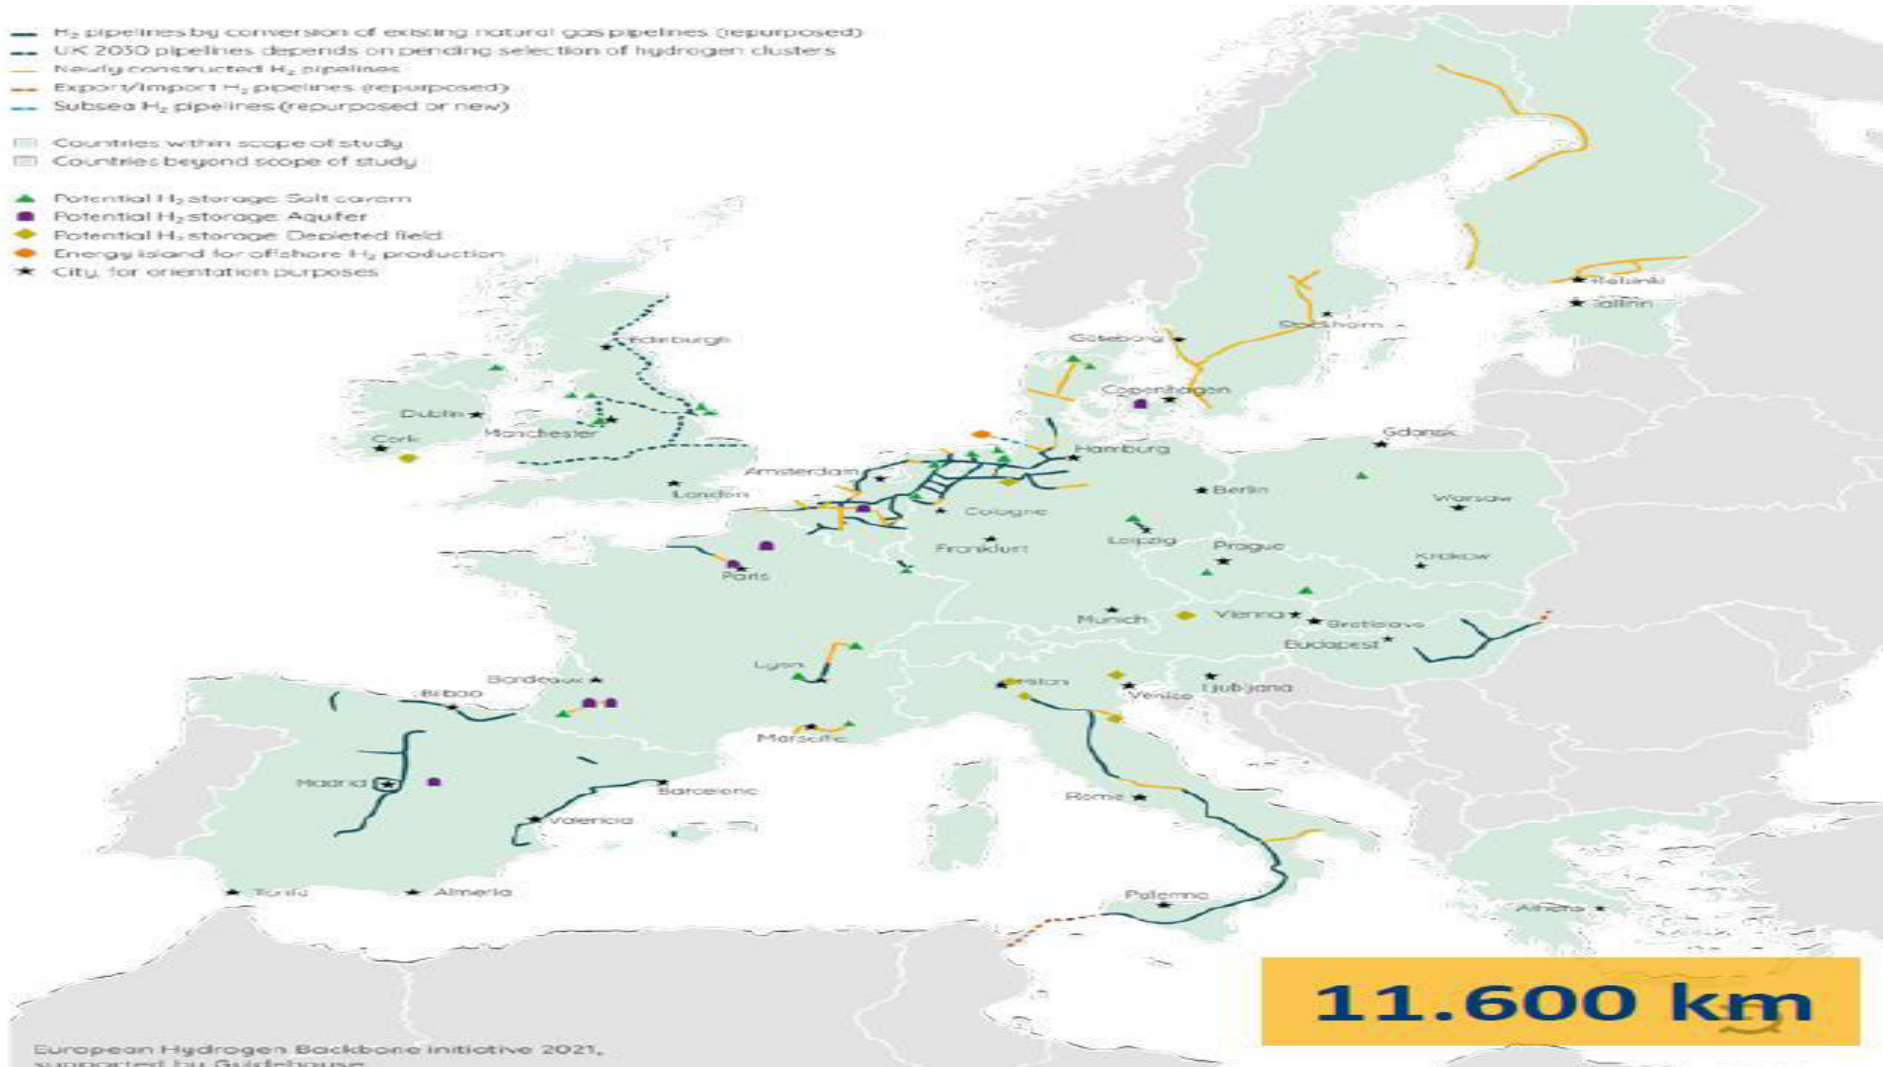 H₂ pipelines by conversion of existing natural gas pipelines (repurposed)
UK 2030 pipelines depends on pending selection of hydrogen clusters
Newly constructed H₂ pipelines
Export/Import H₂ pipelines (repurposed)
Subsea H₂ pipelines (repurposed or new)
Countries within scope of study
Countries beyond scope of study
Potential H₂ storage: Salt cavern
Potential H₂ storage: Aquifer
Potential H₂ storage: Depleted field
Energy island for offshore H₂ production
City, for orientation purposes
Helsinki
Tallinn
Stockholm
Göteborg
Edinburgh
Copenhagen
Dublin
Manchester
Cork
Gdansk
Hamburg
Amsterdam
London
Berlin
Warsaw
Cologne
Leipzig
Frankfurt
Prague
Krakow
Paris
Munich
Vienna
Bratislava
Budapest
Lyon
Bordeaux
Bilbao
Milan
Venice
Ljubljana
Marseille
Madrid
Barcelona
Rome
Valencia
Tarifa
Almeria
Palermo
Athens
11.600 km
European Hydrogen Backbone initiative 2021,
supported by Guidehouse